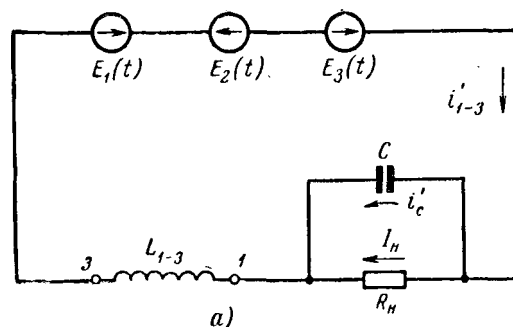 E₁(t) E₂(t) E₃(t)
i'₁₋₃
C
i'c
L₁₋₃
3 1
Iн
Rн
а)